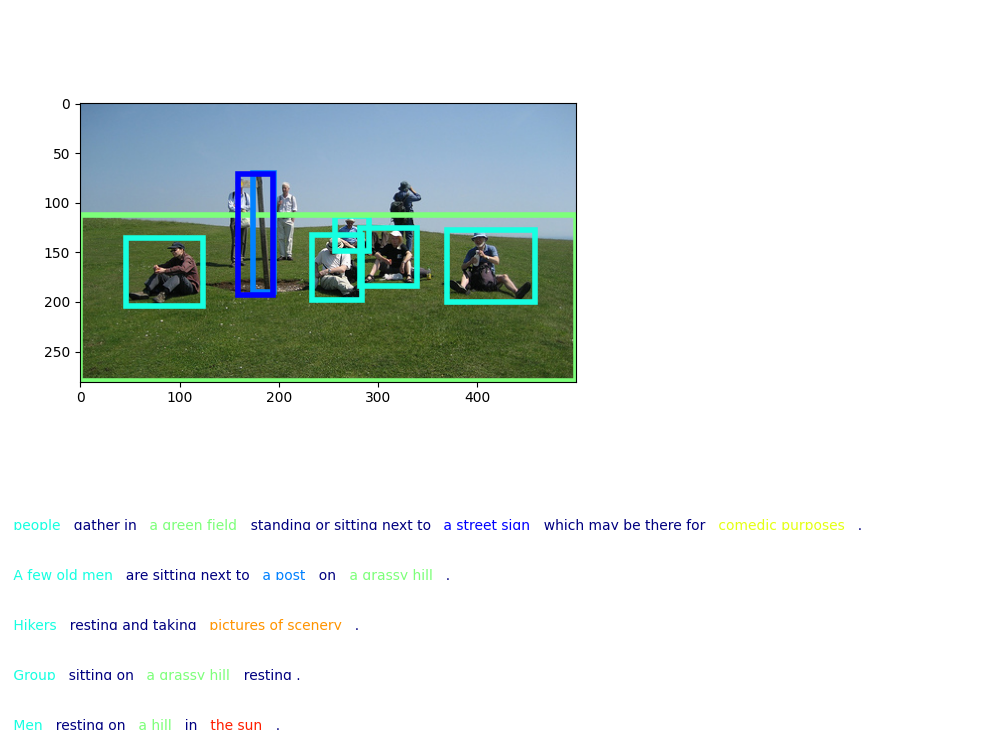 0
50
100
150
200
250
0 100 200 300 400
people gather in a green field standing or sitting next to a street sign which may be there for comedic purposes .
A few old men are sitting next to a post on a grassy hill .
Hikers resting and taking pictures of scenery .
Group sitting on a grassy hill resting .
Men resting on a hill in the sun .